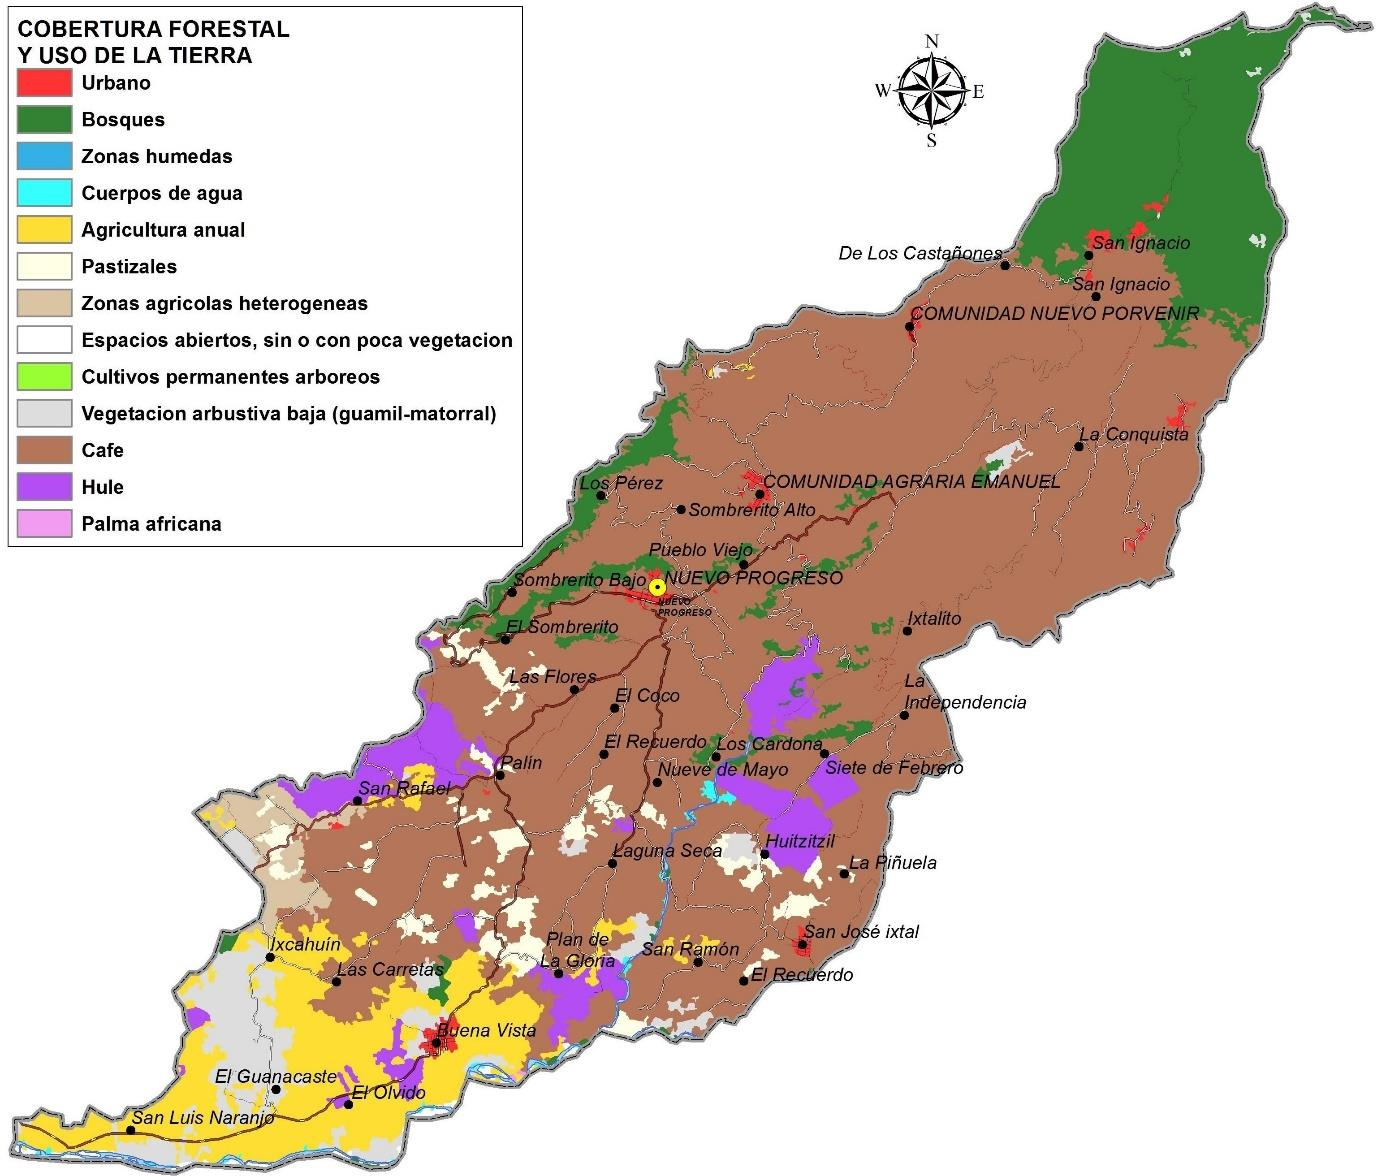 COBERTURA FORESTAL
Y USO DE LA TIERRA
Urbano
Bosques
Zonas humedas
Cuerpos de agua
Agricultura anual
Pastizales
Zonas agricolas heterogeneas
Espacios abiertos, sin o con poca vegetacion
Cultivos permanentes arboreos
Vegetacion arbustiva baja (guamil-matorral)
Cafe
Hule
Palma africana
N
W
E
S
De Los Castañones
San Ignacio
San Ignacio
COMUNIDAD NUEVO PORVENIR
La Conquista
Los Pérez
COMUNIDAD AGRARIA EMANUEL
Sombrerito Alto
Pueblo Viejo
Sombrerito Bajo
NUEVO PROGRESO
NUEVO
PROGRESO
El Sombrerito
Ixtalito
Las Flores
El Coco
La
Independencia
El Recuerdo
Los Cardona
Palín
Nueve de Mayo
Siete de Febrero
San Rafael
Laguna Seca
Huitzitzil
La Piñuela
Ixcahuín
Plan de
La Gloria
San Ramón
San José ixtal
Las Carretas
El Recuerdo
Buena Vista
El Guanacaste
El Olvido
San Luis Naranjo